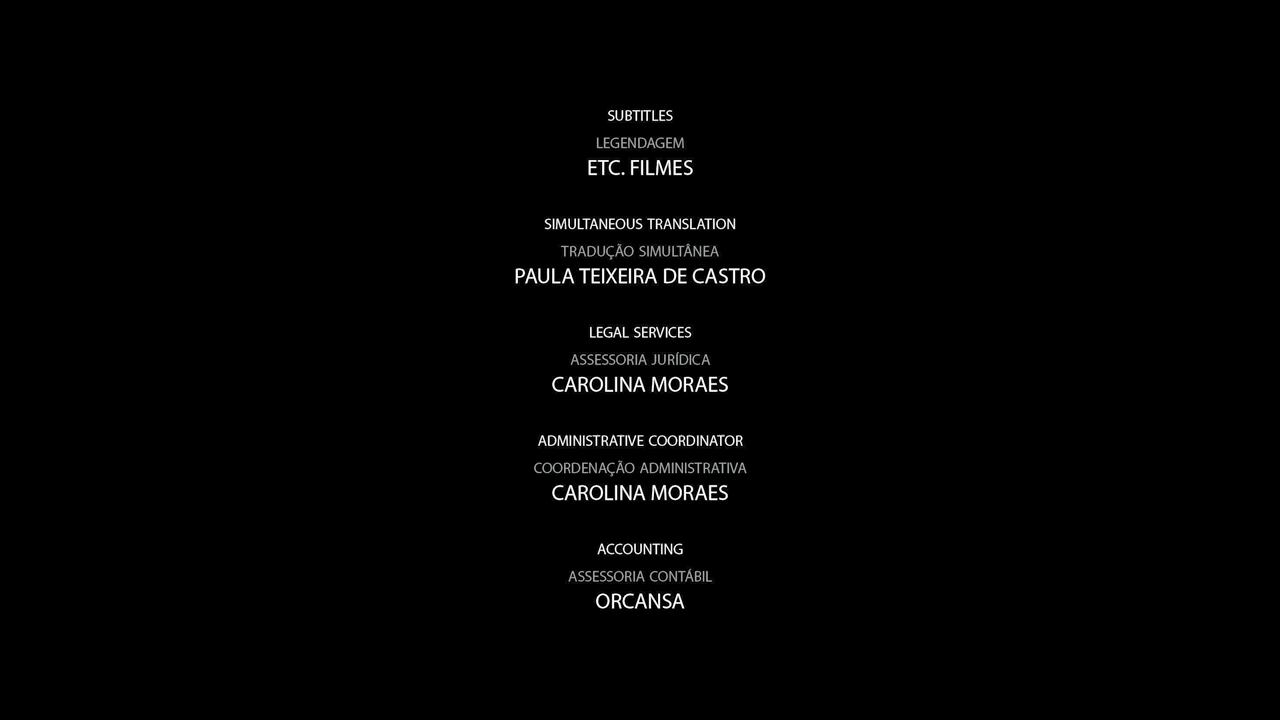 SUBTITLES
LEGENDAGEM
ETC. FILMES
SIMULTANEOUS TRANSLATION
TRADUÇÃO SIMULTÂNEA
PAULA TEIXEIRA DE CASTRO
LEGAL SERVICES
ASSESSORIA JURÍDICA
CAROLINA MORAES
ADMINISTRATIVE COORDINATOR
COORDENAÇÃO ADMINISTRATIVA
CAROLINA MORAES
ACCOUNTING
ASSESSORIA CONTÁBIL
ORCANSA